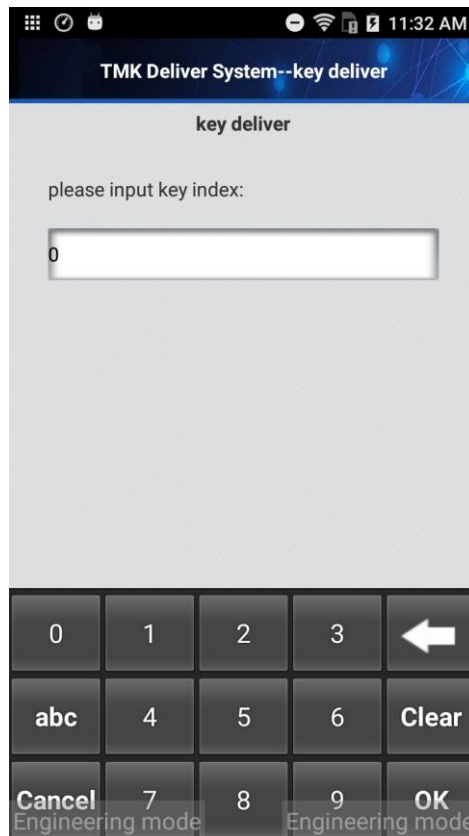 11:32 AM
TMK Deliver System--key deliver
key deliver
please input key index:
0
0 1 2 3
abc 4 5 6 Clear
Cancel 7 8 9 OK
Engineering mode Engineering mode